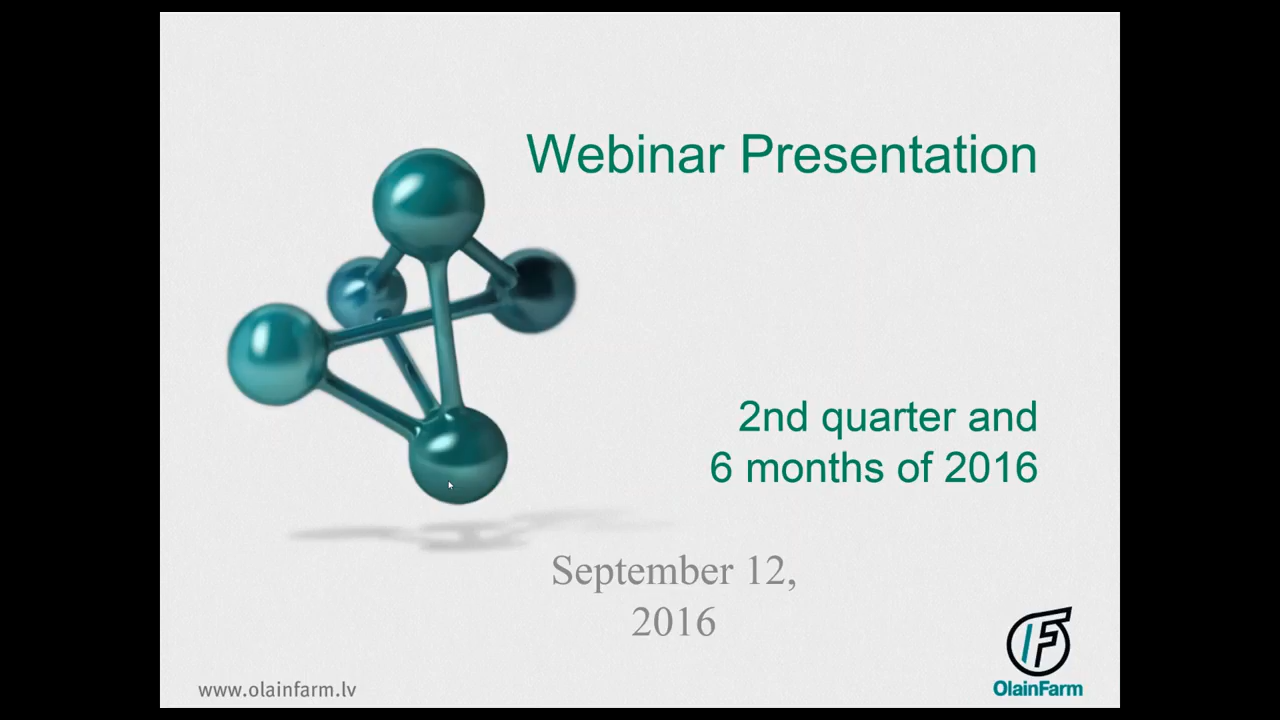 Webinar Presentation
2nd quarter and
6 months of 2016
September 12,
2016
www.olainfarm.lv
OlainFarm